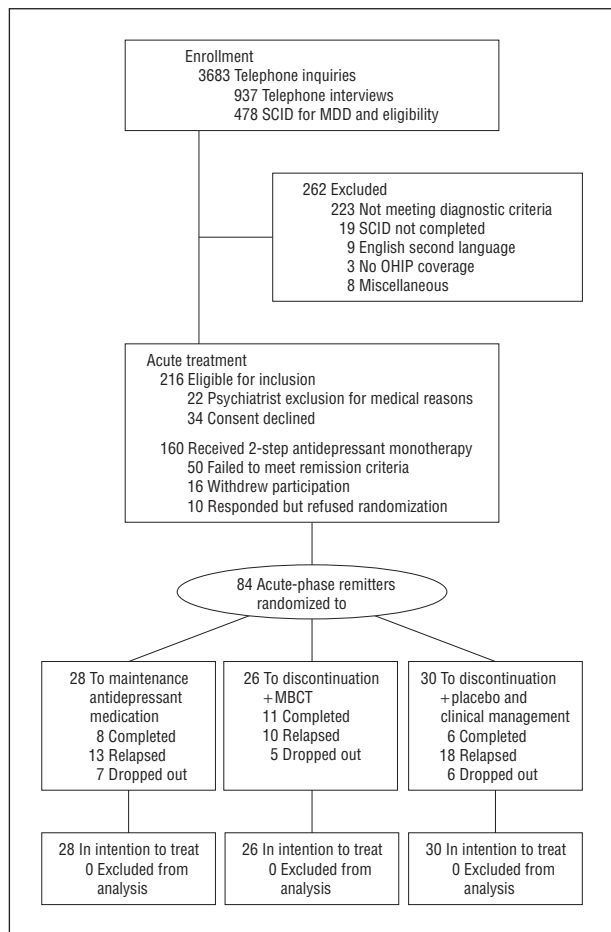 Enrollment
3683 Telephone inquiries
937 Telephone interviews
478 SCID for MDD and eligibility
262 Excluded
223 Not meeting diagnostic criteria
19 SCID not completed
9 English second language
3 No OHIP coverage
8 Miscellaneous
Acute treatment
216 Eligible for inclusion
22 Psychiatrist exclusion for medical reasons
34 Consent declined
160 Received 2-step antidepressant monotherapy
50 Failed to meet remission criteria
16 Withdrew participation
10 Responded but refused randomization
84 Acute-phase remitters
randomized to
28 To maintenance
antidepressant
medication
8 Completed
13 Relapsed
7 Dropped out
26 To discontinuation
+MBCT
11 Completed
10 Relapsed
5 Dropped out
30 To discontinuation
+placebo and
clinical management
6 Completed
18 Relapsed
6 Dropped out
28 In intention to treat
0 Excluded from
analysis
26 In intention to treat
0 Excluded from
analysis
30 In intention to treat
0 Excluded from
analysis